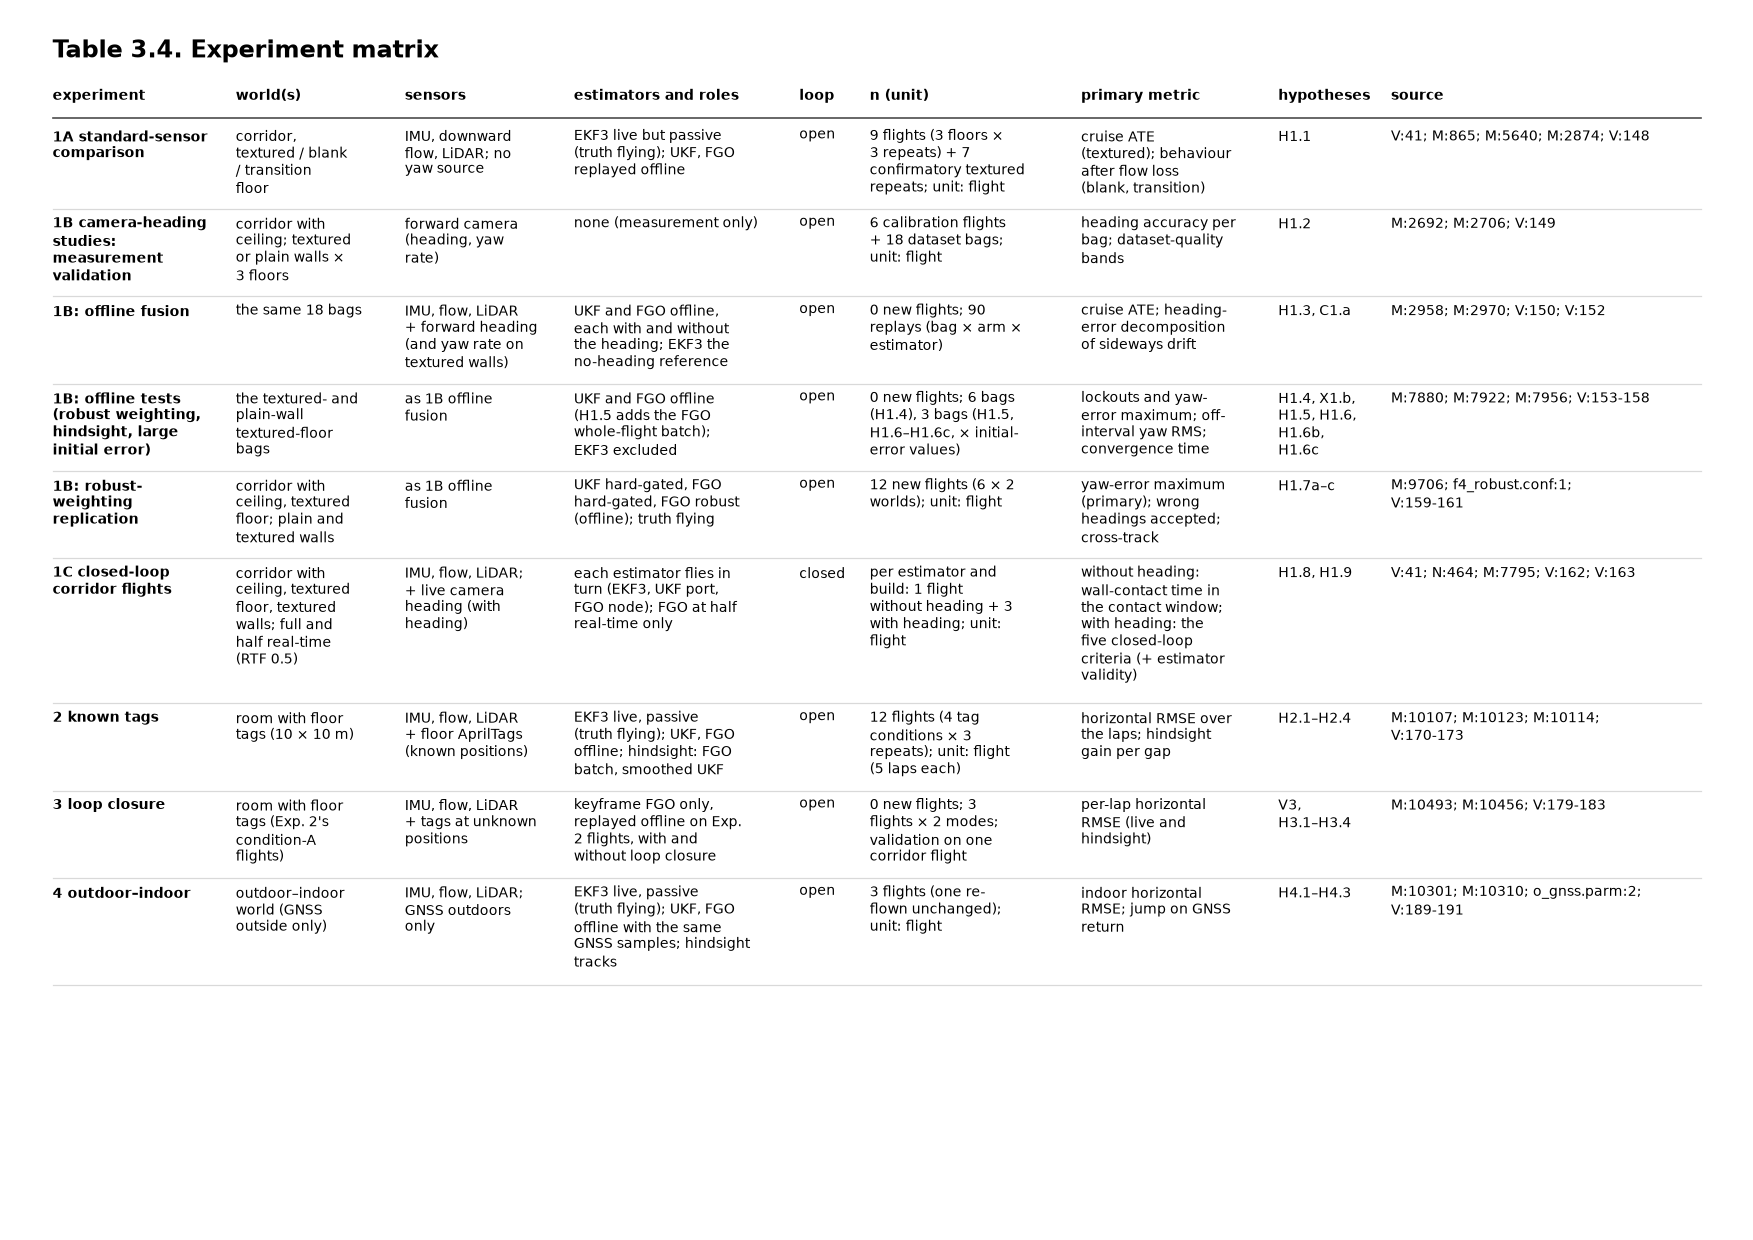 Table 3.4. Experiment matrix
experiment world(s) sensors estimators and roles loop n (unit) primary metric hypotheses source
1A standard-sensor comparison
corridor, textured / blank / transition floor
IMU, downward flow, LiDAR; no yaw source
EKF3 live but passive (truth flying); UKF, FGO replayed offline
open
9 flights (3 floors × 3 repeats) + 7 confirmatory textured repeats; unit: flight
cruise ATE (textured); behaviour after flow loss (blank, transition)
H1.1
V:41; M:865; M:5640; M:2874; V:148
1B camera-heading studies: measurement validation
corridor with ceiling; textured or plain walls × 3 floors
forward camera (heading, yaw rate)
none (measurement only)
open
6 calibration flights + 18 dataset bags; unit: flight
heading accuracy per bag; dataset-quality bands
H1.2
M:2692; M:2706; V:149
1B: offline fusion
the same 18 bags
IMU, flow, LiDAR + forward heading (and yaw rate on textured walls)
UKF and FGO offline, each with and without the heading; EKF3 the no-heading reference
open
0 new flights; 90 replays (bag × arm × estimator)
cruise ATE; heading-error decomposition of sideways drift
H1.3, C1.a
M:2958; M:2970; V:150; V:152
1B: offline tests (robust weighting, hindsight, large initial error)
the textured- and plain-wall textured-floor bags
as 1B offline fusion
UKF and FGO offline (H1.5 adds the FGO whole-flight batch); EKF3 excluded
open
0 new flights; 6 bags (H1.4), 3 bags (H1.5, H1.6–H1.6c, × initial-error values)
lockouts and yaw-error maximum; off-interval yaw RMS; convergence time
H1.4, X1.b, H1.5, H1.6, H1.6b, H1.6c
M:7880; M:7922; M:7956; V:153-158
1B: robust-weighting replication
corridor with ceiling, textured floor; plain and textured walls
as 1B offline fusion
UKF hard-gated, FGO hard-gated, FGO robust (offline); truth flying
open
12 new flights (6 × 2 worlds); unit: flight
yaw-error maximum (primary); wrong headings accepted; cross-track
H1.7a–c
M:9706; f4_robust.conf:1; V:159-161
1C closed-loop corridor flights
corridor with ceiling, textured floor, textured walls; full and half real-time (RTF 0.5)
IMU, flow, LiDAR; + live camera heading (with heading)
each estimator flies in turn (EKF3, UKF port, FGO node); FGO at half real-time only
closed
per estimator and build: 1 flight without heading + 3 with heading; unit: flight
without heading: wall-contact time in the contact window; with heading: the five closed-loop criteria (+ estimator validity)
H1.8, H1.9
V:41; N:464; M:7795; V:162; V:163
2 known tags
room with floor tags (10 × 10 m)
IMU, flow, LiDAR + floor AprilTags (known positions)
EKF3 live, passive (truth flying); UKF, FGO offline; hindsight: FGO batch, smoothed UKF
open
12 flights (4 tag conditions × 3 repeats); unit: flight (5 laps each)
horizontal RMSE over the laps; hindsight gain per gap
H2.1–H2.4
M:10107; M:10123; M:10114; V:170-173
3 loop closure
room with floor tags (Exp. 2's condition-A flights)
IMU, flow, LiDAR + tags at unknown positions
keyframe FGO only, replayed offline on Exp. 2 flights, with and without loop closure
open
0 new flights; 3 flights × 2 modes; validation on one corridor flight
per-lap horizontal RMSE (live and hindsight)
V3, H3.1–H3.4
M:10493; M:10456; V:179-183
4 outdoor–indoor
outdoor–indoor world (GNSS outside only)
IMU, flow, LiDAR; GNSS outdoors only
EKF3 live, passive (truth flying); UKF, FGO offline with the same GNSS samples; hindsight tracks
open
3 flights (one re-flown unchanged); unit: flight
indoor horizontal RMSE; jump on GNSS return
H4.1–H4.3
M:10301; M:10310; o_gnss.parm:2; V:189-191